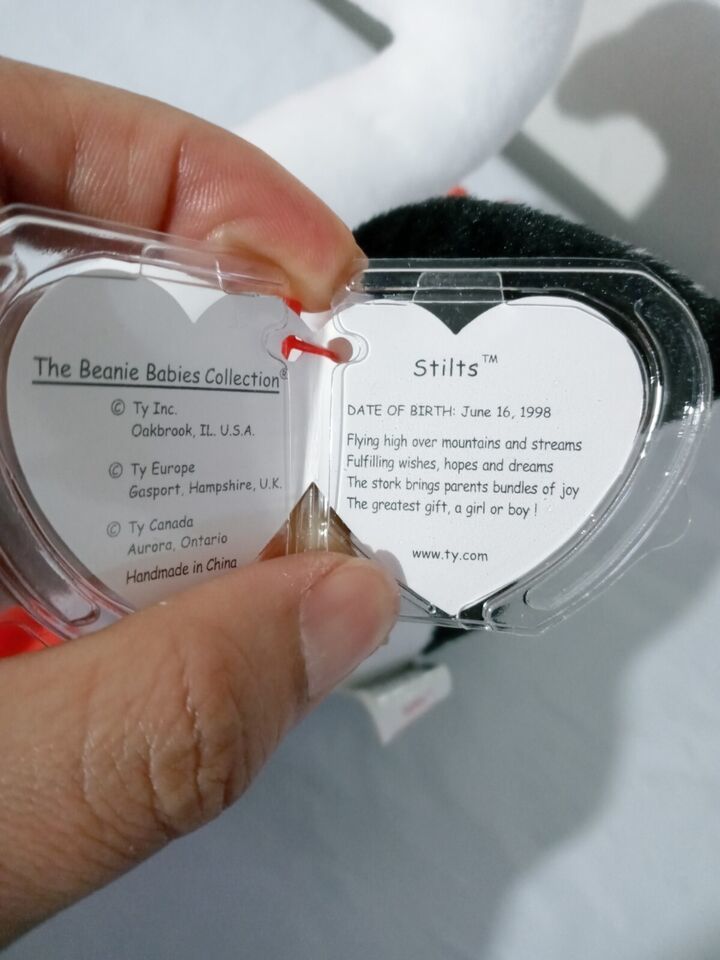 The Beanie Babies Collection®
© Ty Inc.
Oakbrook, IL. U.S.A.
© Ty Europe
Gasport, Hampshire, U.K.
© Ty Canada
Aurora, Ontario
Handmade in China
Stilts™
DATE OF BIRTH: June 16, 1998
Flying high over mountains and streams
Fulfilling wishes, hopes and dreams
The stork brings parents bundles of joy
The greatest gift, a girl or boy !
www.ty.com